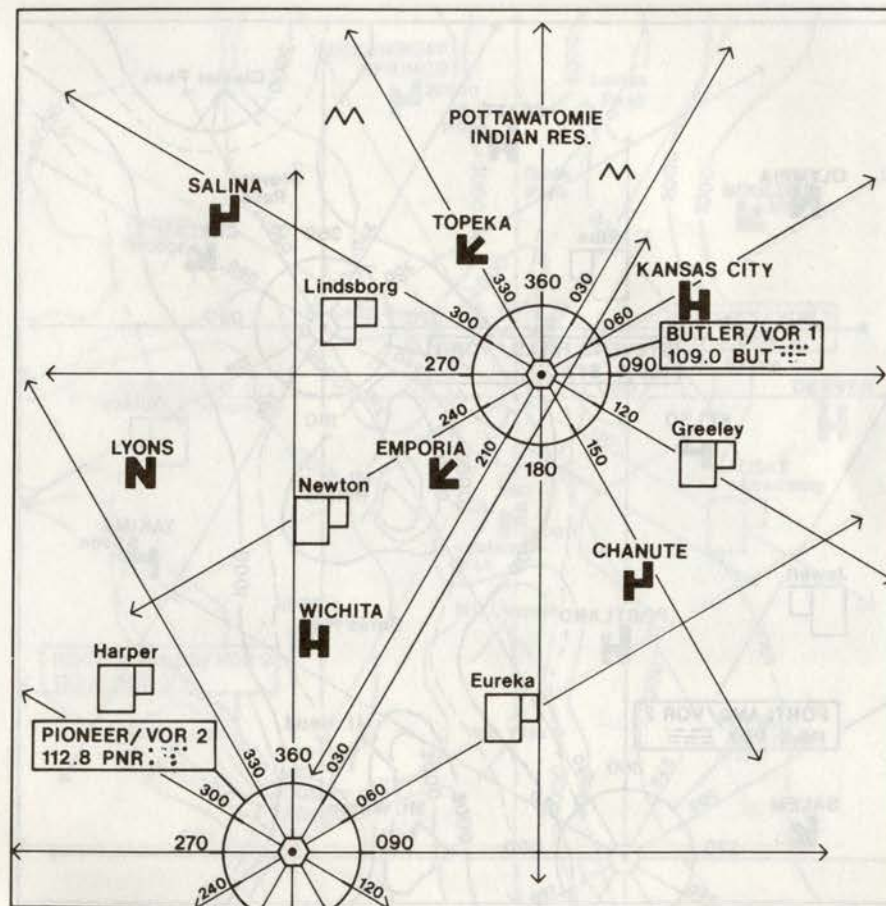 POTTAWATOMIE
INDIAN RES.
SALINA
TOPEKA
KANSAS CITY
360
030
330
300
060
Lindsborg
BUTLER/VOR 1
109.0 BUT
270
090
240
120
210
150
180
Greeley
LYONS
EMPORIA
Newton
CHANUTE
WICHITA
Harper
Eureka
PIONEER/VOR 2
112.8 PNR
360
330
030
300
060
270
090
240
120